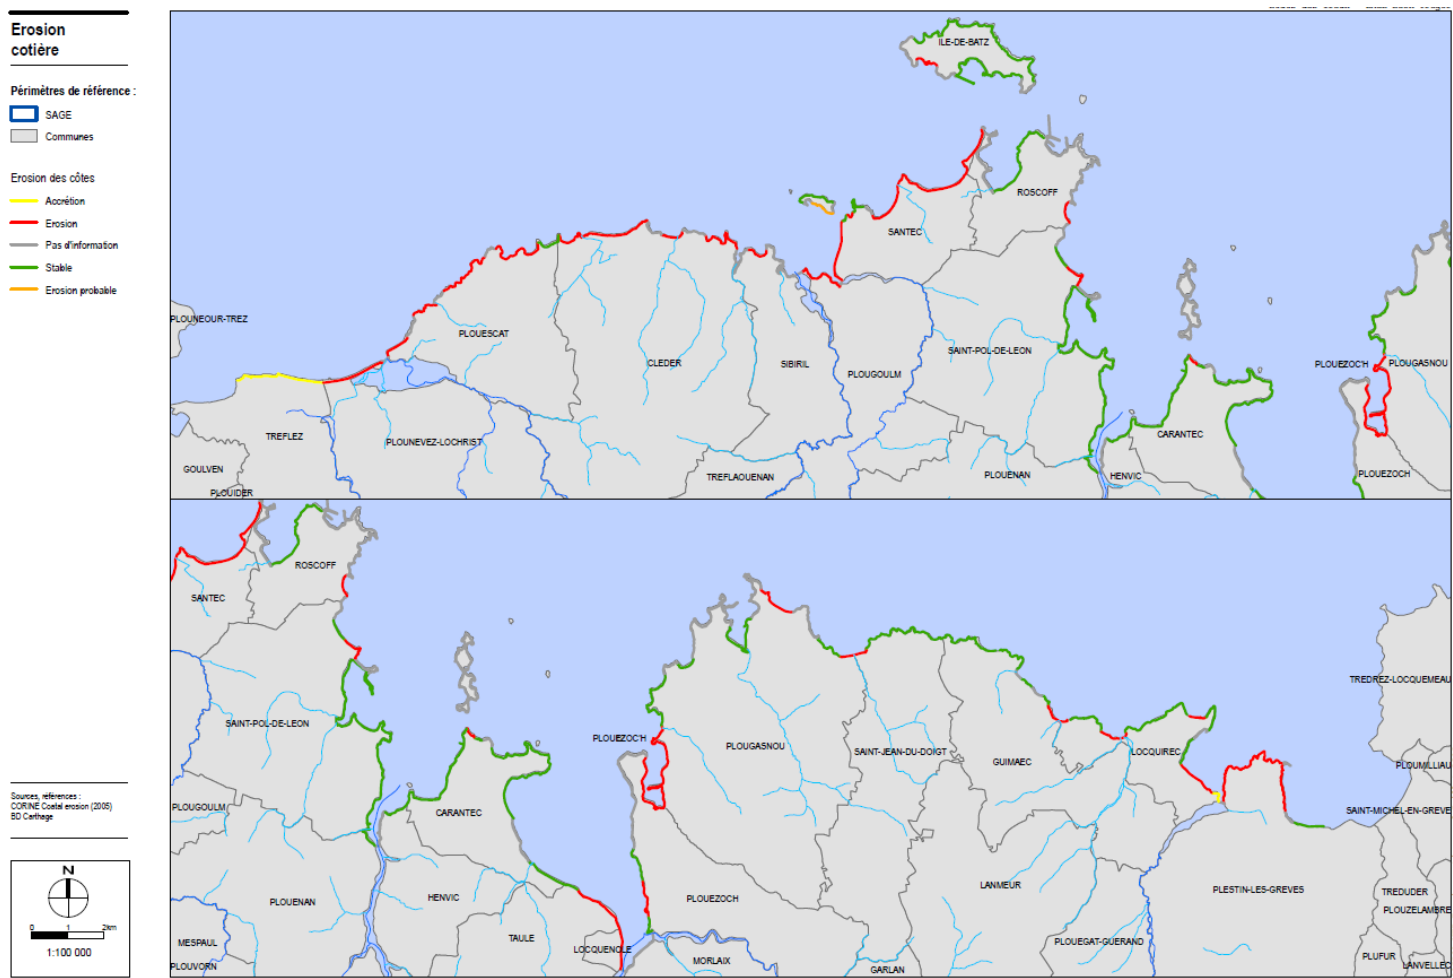 Erosion
cotière
Périmètres de référence :
SAGE
Communes
Erosion des côtes
Accrétion
Erosion
Pas d'information
Stable
Erosion probable
Sources, références :
CORINE Coatal erosion (2005)
BD Carthage
N
0 1 2km
1:100 000
ILE-DE-BATZ
ROSCOFF
SANTEC
PLOUNEOUR-TREZ
PLOUESCAT
CLEDER
SIBIRIL
PLOUGOULM
SAINT-POL-DE-LEON
PLOUEZOC'H
PLOUGASNOU
TREFLEZ
PLOUNEVEZ-LOCHRIST
CARANTEC
GOULVEN
TREFLAOUENAN
PLOUENAN
HENVIC
PLOUEZOCH
PLOUIDER
ROSCOFF
SANTEC
TREDREZ-LOCQUEMEAU
SAINT-POL-DE-LEON
PLOUEZOC'H
PLOUGASNOU
SAINT-JEAN-DU-DOIGT
GUIMAEC
LOCQUIREC
PLOUMILLIAU
PLOUGOULM
CARANTEC
SAINT-MICHEL-EN-GREVE
PLOUENAN
HENVIC
PLOUEZOCH
LANMEUR
PLESTIN-LES-GREVES
TREDUDER
PLOUZELAMBRE
MESPAUL
TAULE
LOCQUENOLE
PLOUEGAT-GUERAND
PLOUVORN
MORLAIX
GARLAN
PLUFUR
LANVELLEC